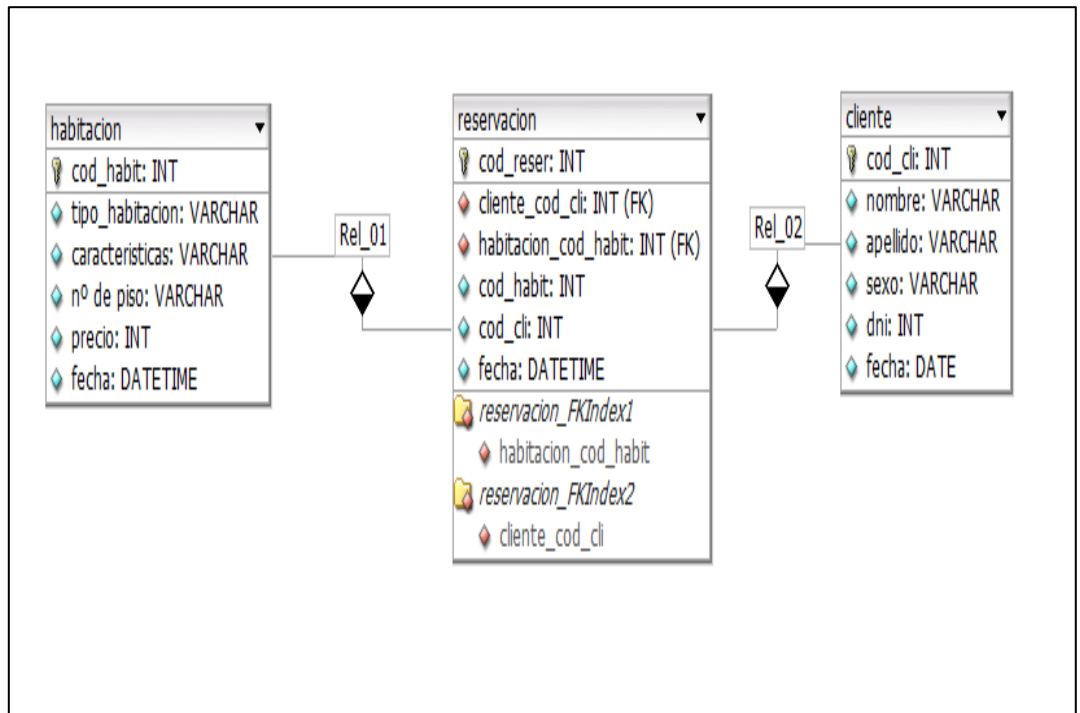 habitacion
cod_habit: INT
tipo_habitacion: VARCHAR
caracteristicas: VARCHAR
nº de piso: VARCHAR
precio: INT
fecha: DATETIME
Rel_01
reservacion
cod_reser: INT
cliente_cod_cli: INT (FK)
habitacion_cod_habit: INT (FK)
cod_habit: INT
cod_cli: INT
fecha: DATETIME
reservacion_FKIndex1
habitacion_cod_habit
reservacion_FKIndex2
cliente_cod_cli
Rel_02
cliente
cod_cli: INT
nombre: VARCHAR
apellido: VARCHAR
sexo: VARCHAR
dni: INT
fecha: DATE